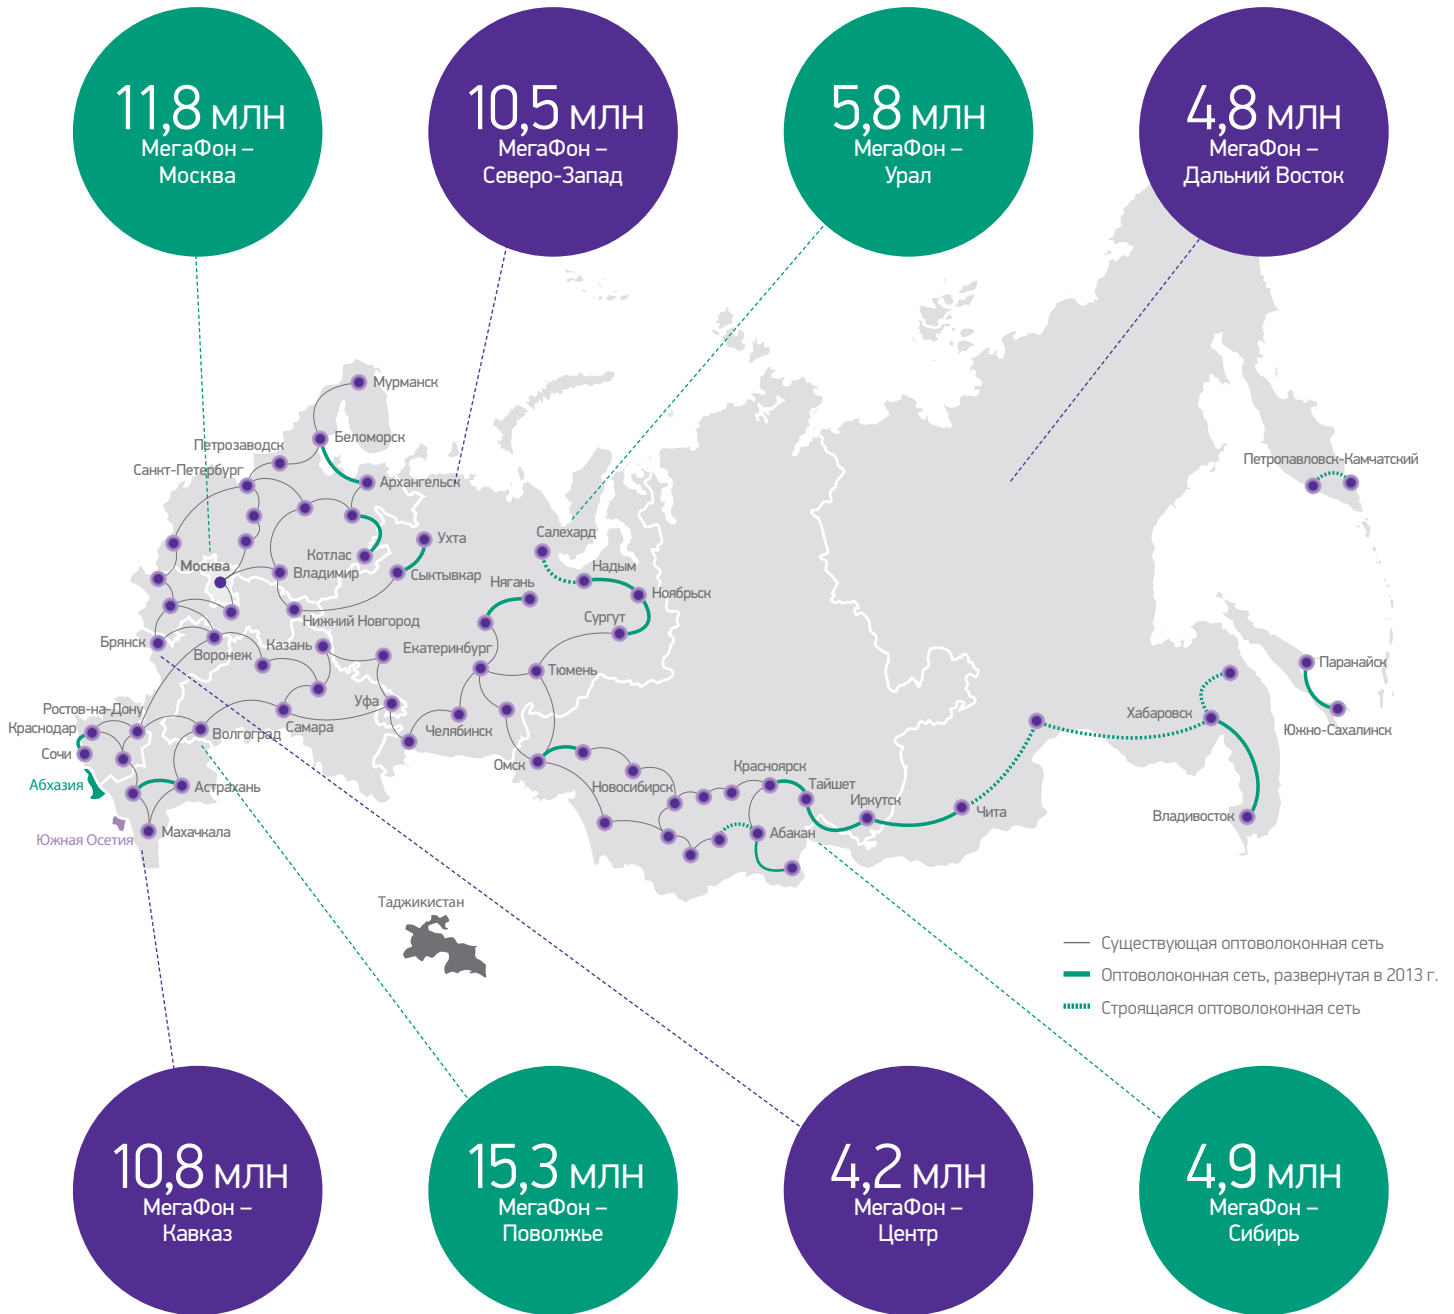 11,8 млн
МегаФон –
Москва
10,5 млн
МегаФон –
Северо-Запад
5,8 млн
МегаФон –
Урал
4,8 млн
МегаФон –
Дальний Восток
Мурманск
Беломорск
Петрозаводск
Санкт-Петербург
Архангельск
Петропавловск-Камчатский
Ухта
Салехард
Котлас
Москва
Владимир
Сыктывкар
Надым
Нягань
Ноябрьск
Нижний Новгород
Сургут
Брянск
Воронеж
Казань
Екатеринбург
Тюмень
Паранайск
Ростов-на-Дону
Уфа
Краснодар
Волгоград
Самара
Челябинск
Хабаровск
Южно-Сахалинск
Сочи
Омск
Красноярск
Абхазия
Астрахань
Новосибирск
Тайшет
Иркутск
Чита
Владивосток
Южная Осетия
Махачкала
Абакан
Таджикистан
Существующая оптоволоконная сеть
Оптоволоконная сеть, развернутая в 2013 г.
Строящаяся оптоволоконная сеть
10,8 млн
МегаФон –
Кавказ
15,3 млн
МегаФон –
Поволжье
4,2 млн
МегаФон –
Центр
4,9 млн
МегаФон –
Сибирь